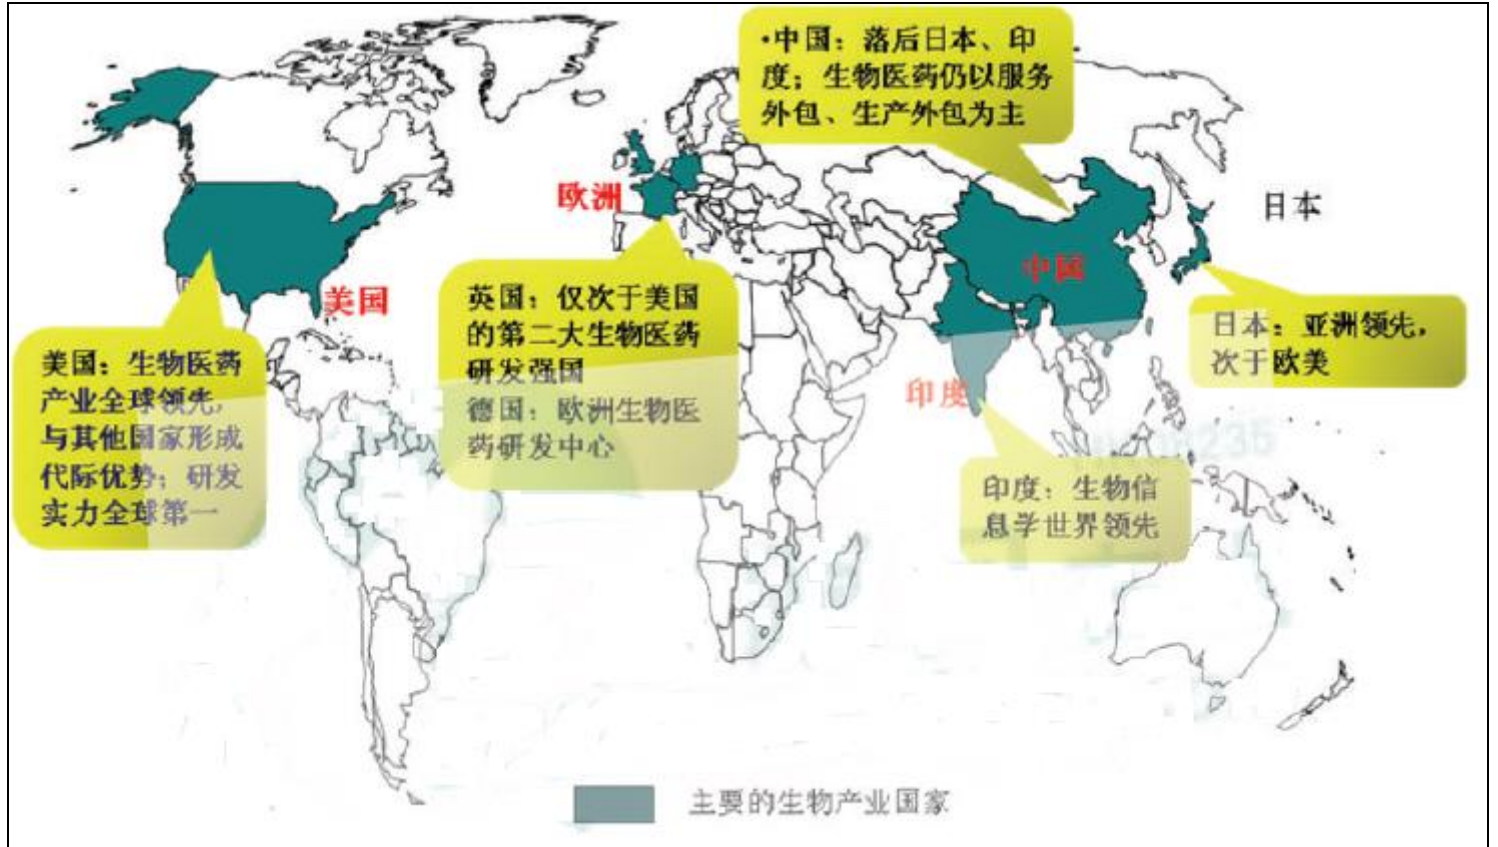 ·中国：落后日本、印
度；生物医药仍以服务
外包、生产外包为主
欧洲
日本
中国
美国
英国：仅次于美国
的第二大生物医药
研发强国
德国：欧洲生物医
药研发中心
日本：亚洲领先，
次于欧美
美国：生物医药
产业全球领先，
与其他国家形成
代际优势；研发
实力全球第一
印度
印度：生物信
息学世界领先
主要的生物产业国家